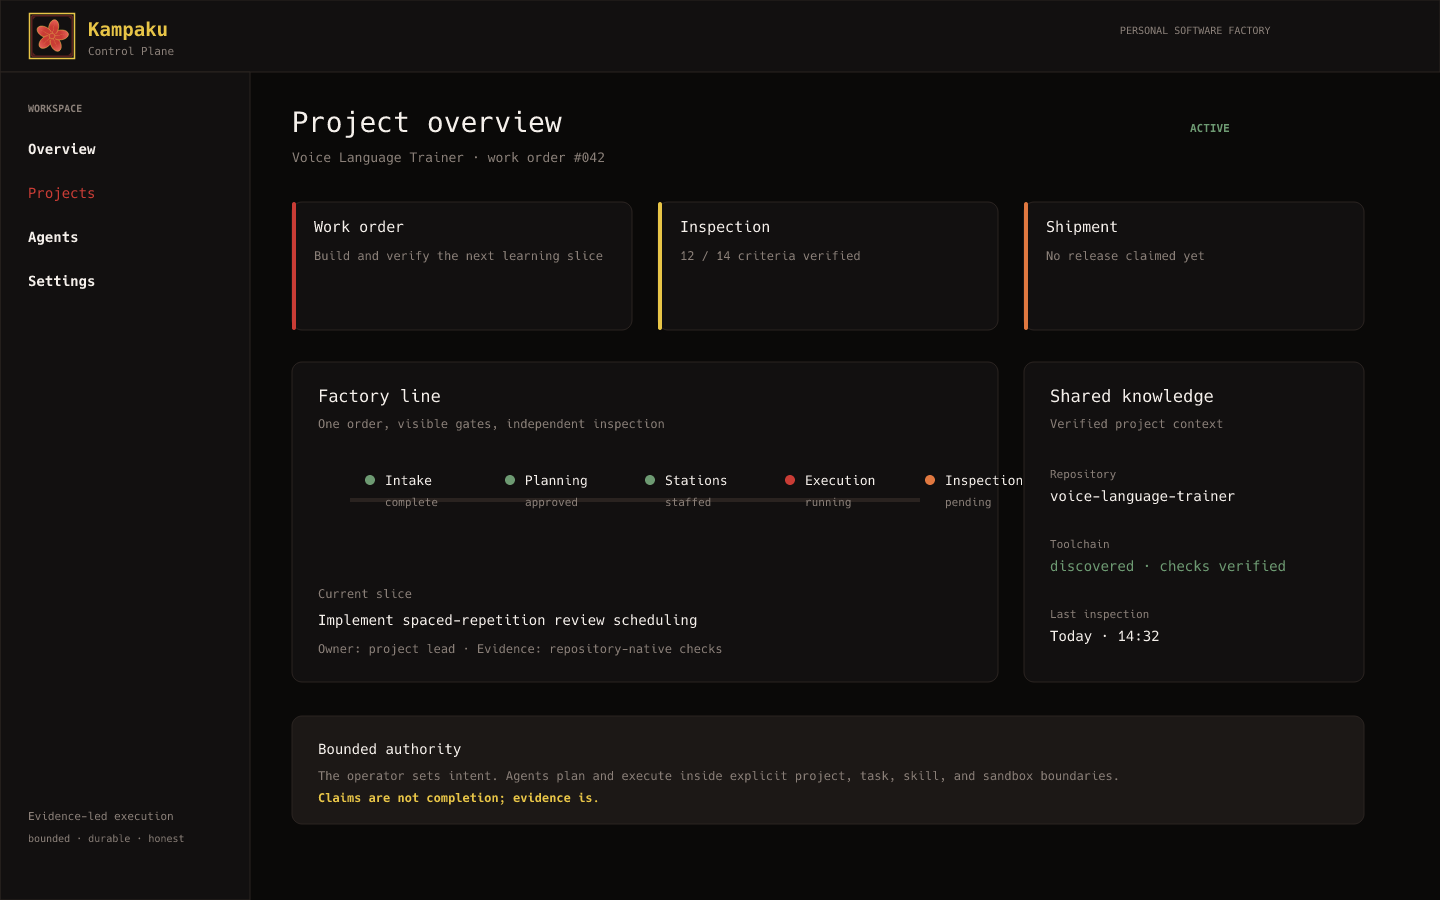 Kampaku
Control Plane
PERSONAL SOFTWARE FACTORY
WORKSPACE
Overview
Projects
Agents
Settings
Evidence-led execution
bounded · durable · honest
Project overview
Voice Language Trainer · work order #042
ACTIVE
Work order
Build and verify the next learning slice
Inspection
12 / 14 criteria verified
Shipment
No release claimed yet
Factory line
One order, visible gates, independent inspection
Intake
complete
Planning
approved
Stations
staffed
Execution
running
Inspection
pending
Current slice
Implement spaced-repetition review scheduling
Owner: project lead · Evidence: repository-native checks
Shared knowledge
Verified project context
Repository
voice-language-trainer
Toolchain
discovered · checks verified
Last inspection
Today · 14:32
Bounded authority
The operator sets intent. Agents plan and execute inside explicit project, task, skill, and sandbox boundaries.
Claims are not completion; evidence is.